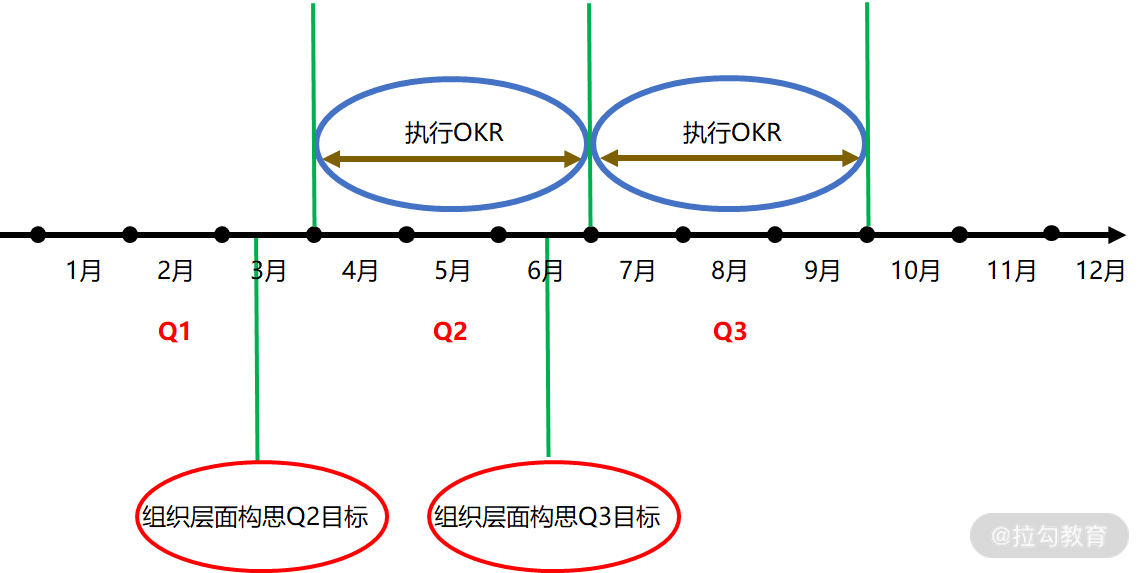 执行OKR
执行OKR
1月
2月
3月
4月
5月
6月
7月
8月
9月
10月
11月
12月
Q1
Q2
Q3
组织层面构思Q2目标
组织层面构思Q3目标
@拉勾教育